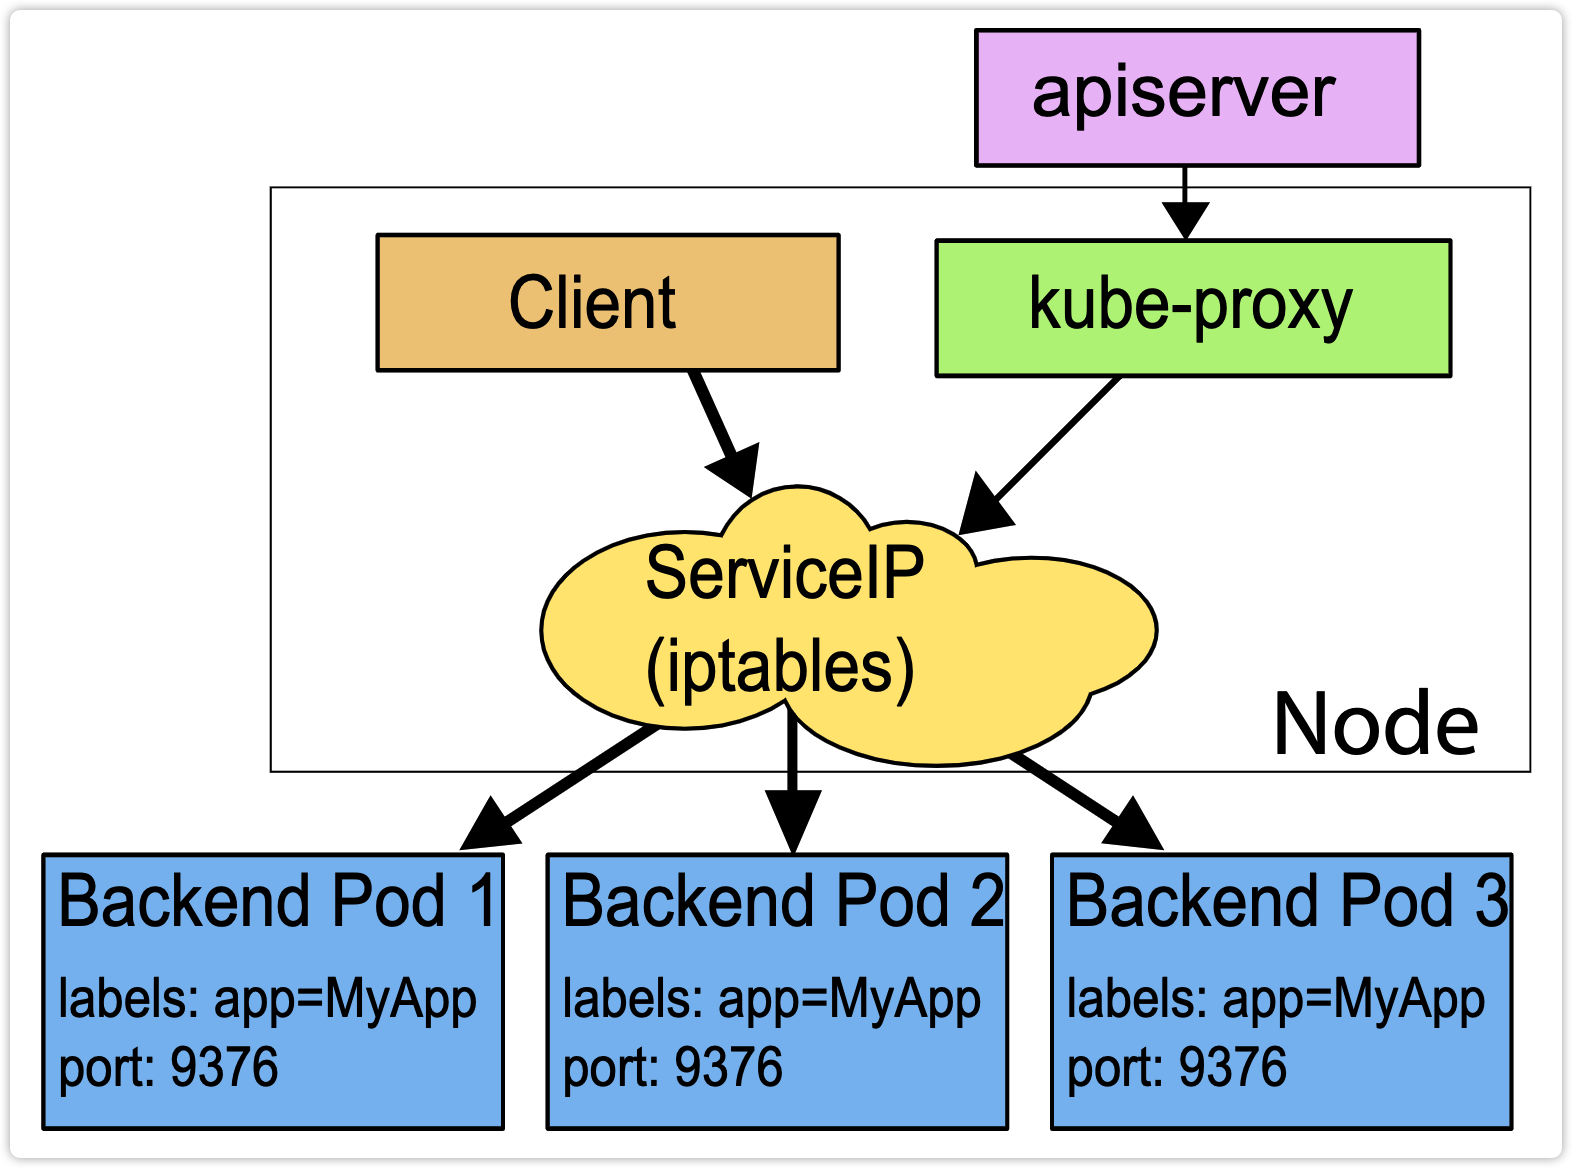 apiserver
Client
kube-proxy
ServiceIP
(iptables)
Node
Backend Pod 1
labels: app=MyApp
port: 9376
Backend Pod 2
labels: app=MyApp
port: 9376
Backend Pod 3
labels: app=MyApp
port: 9376